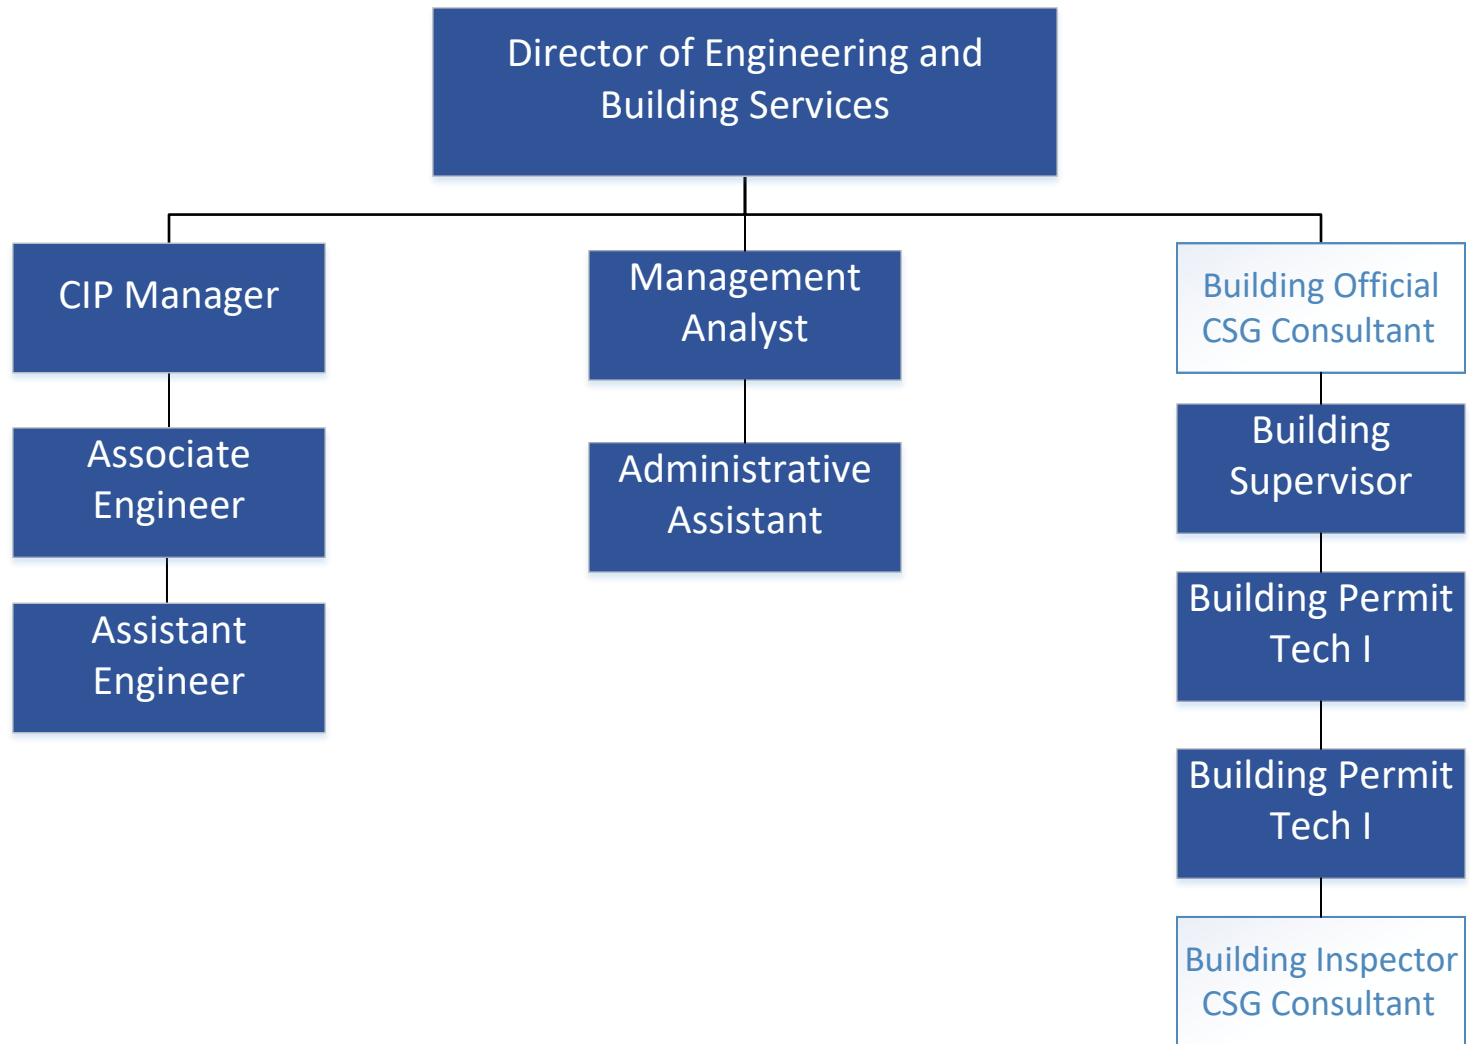 Director of Engineering and
Building Services
CIP Manager
Associate
Engineer
Assistant
Engineer
Management
Analyst
Administrative
Assistant
Building Official
CSG Consultant
Building
Supervisor
Building Permit
Tech I
Building Permit
Tech I
Building Inspector
CSG Consultant